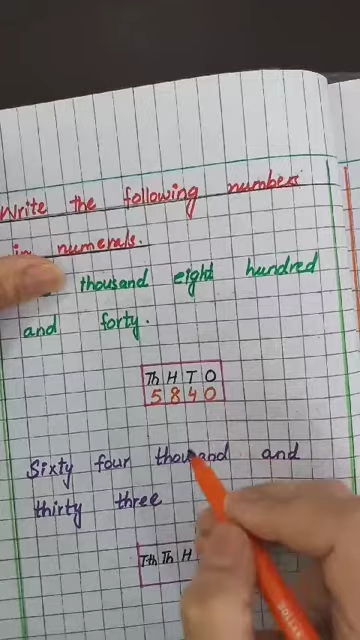 Write the following numbers
in numerals.
thousand eight hundred
and forty.
Th H T O
5 8 4 0
Sixty four thousand and
thirty three
T.th Th H